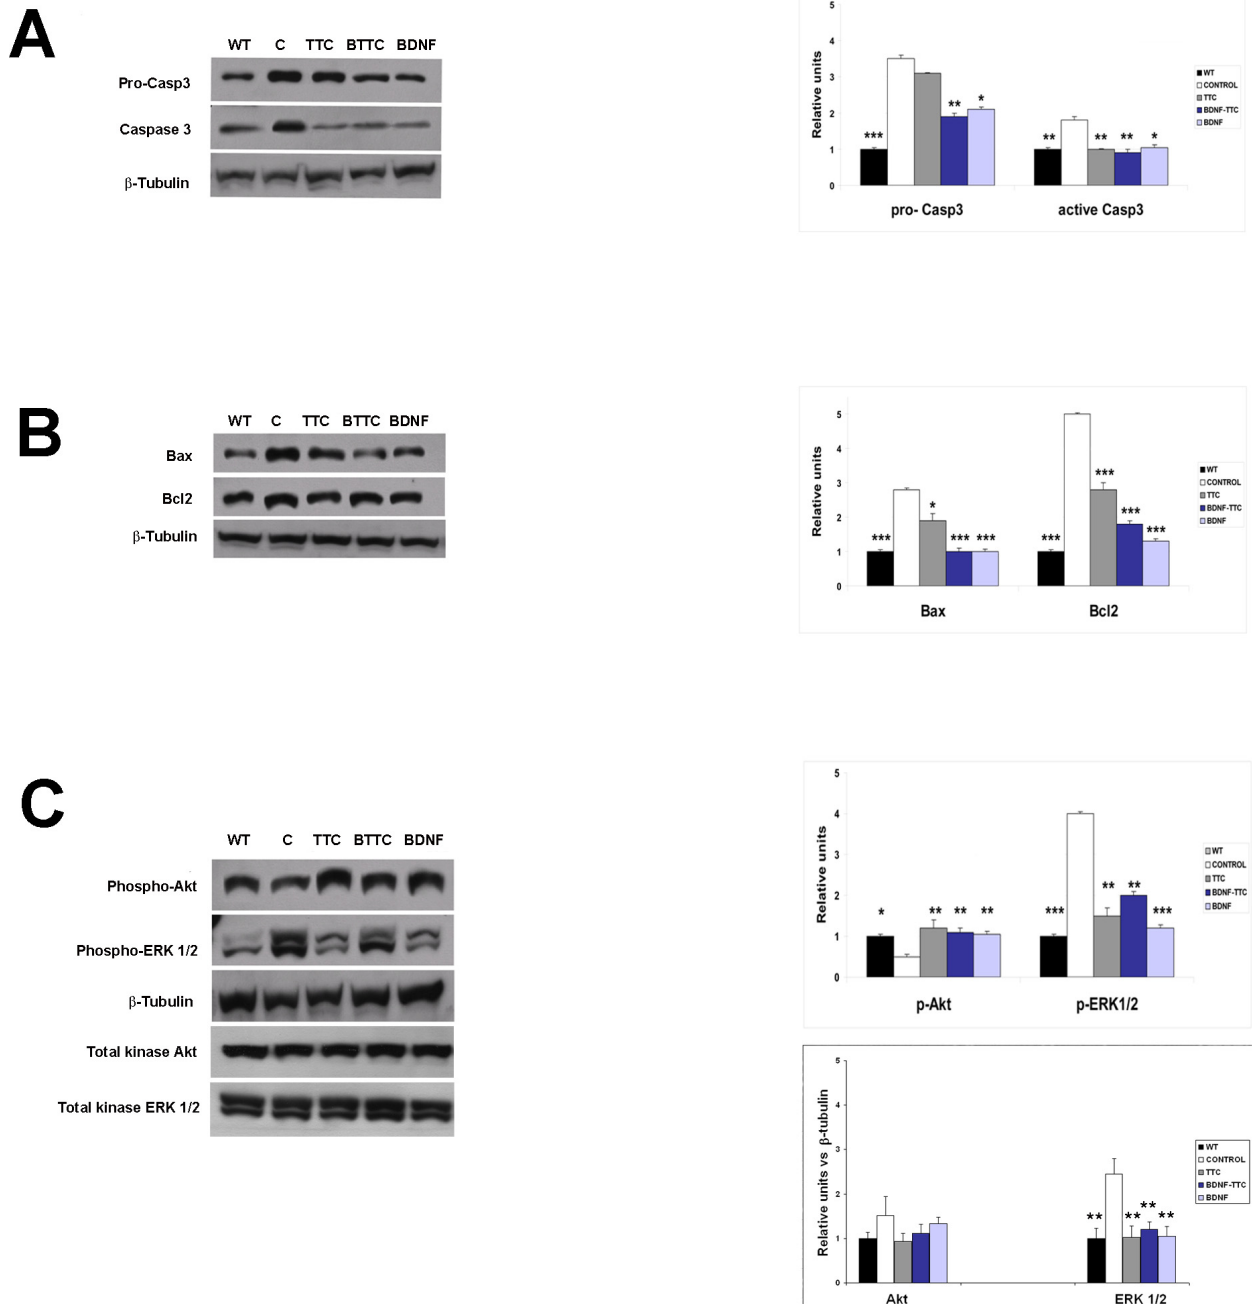 A
WT C TTC BTTC BDNF
Pro-Casp3
Caspase 3
β-Tubulin
5
4
3
2
1
0
Relative units
*** ** *
** ** ** *
pro- Casp3 active Casp3
WT
CONTROL
TTC
BDNF-TTC
BDNF
B
WT C TTC BTTC BDNF
Bax
Bcl2
β-Tubulin
5
4
3
2
1
0
Relative units
*** * *** ***
*** *** *** ***
Bax Bcl2
WT
CONTROL
TTC
BDNF-TTC
BDNF
C
WT C TTC BTTC BDNF
Phospho-Akt
Phospho-ERK 1/2
β-Tubulin
Total kinase Akt
Total kinase ERK 1/2
5
4
3
2
1
0
Relative units
* ** ** **
*** ** ** ***
p-Akt p-ERK1/2
WT
CONTROL
TTC
BDNF-TTC
BDNF
5
4
3
2
1
0
Relative units vs β-tubulin
** ** ** **
Akt ERK 1/2
WT
CONTROL
TTC
BDNF-TTC
BDNF